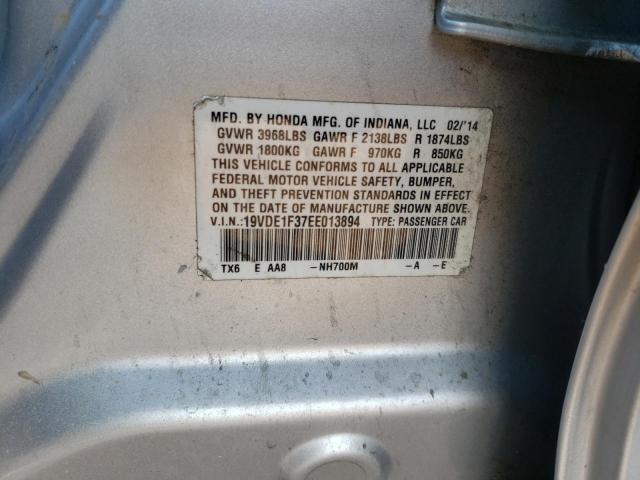 MFD. BY HONDA MFG. OF INDIANA, LLC 02/'14
GVWR 3968LBS GAWR F 2138LBS R 1874LBS
GVWR 1800KG GAWR F 970KG R 850KG
THIS VEHICLE CONFORMS TO ALL APPLICABLE
FEDERAL MOTOR VEHICLE SAFETY, BUMPER,
AND THEFT PREVENTION STANDARDS IN EFFECT
ON THE DATE OF MANUFACTURE SHOWN ABOVE.
V.I.N.:19VDE1F37EE013894 TYPE: PASSENGER CAR
TX6 E AA8 -NH700M -A -E